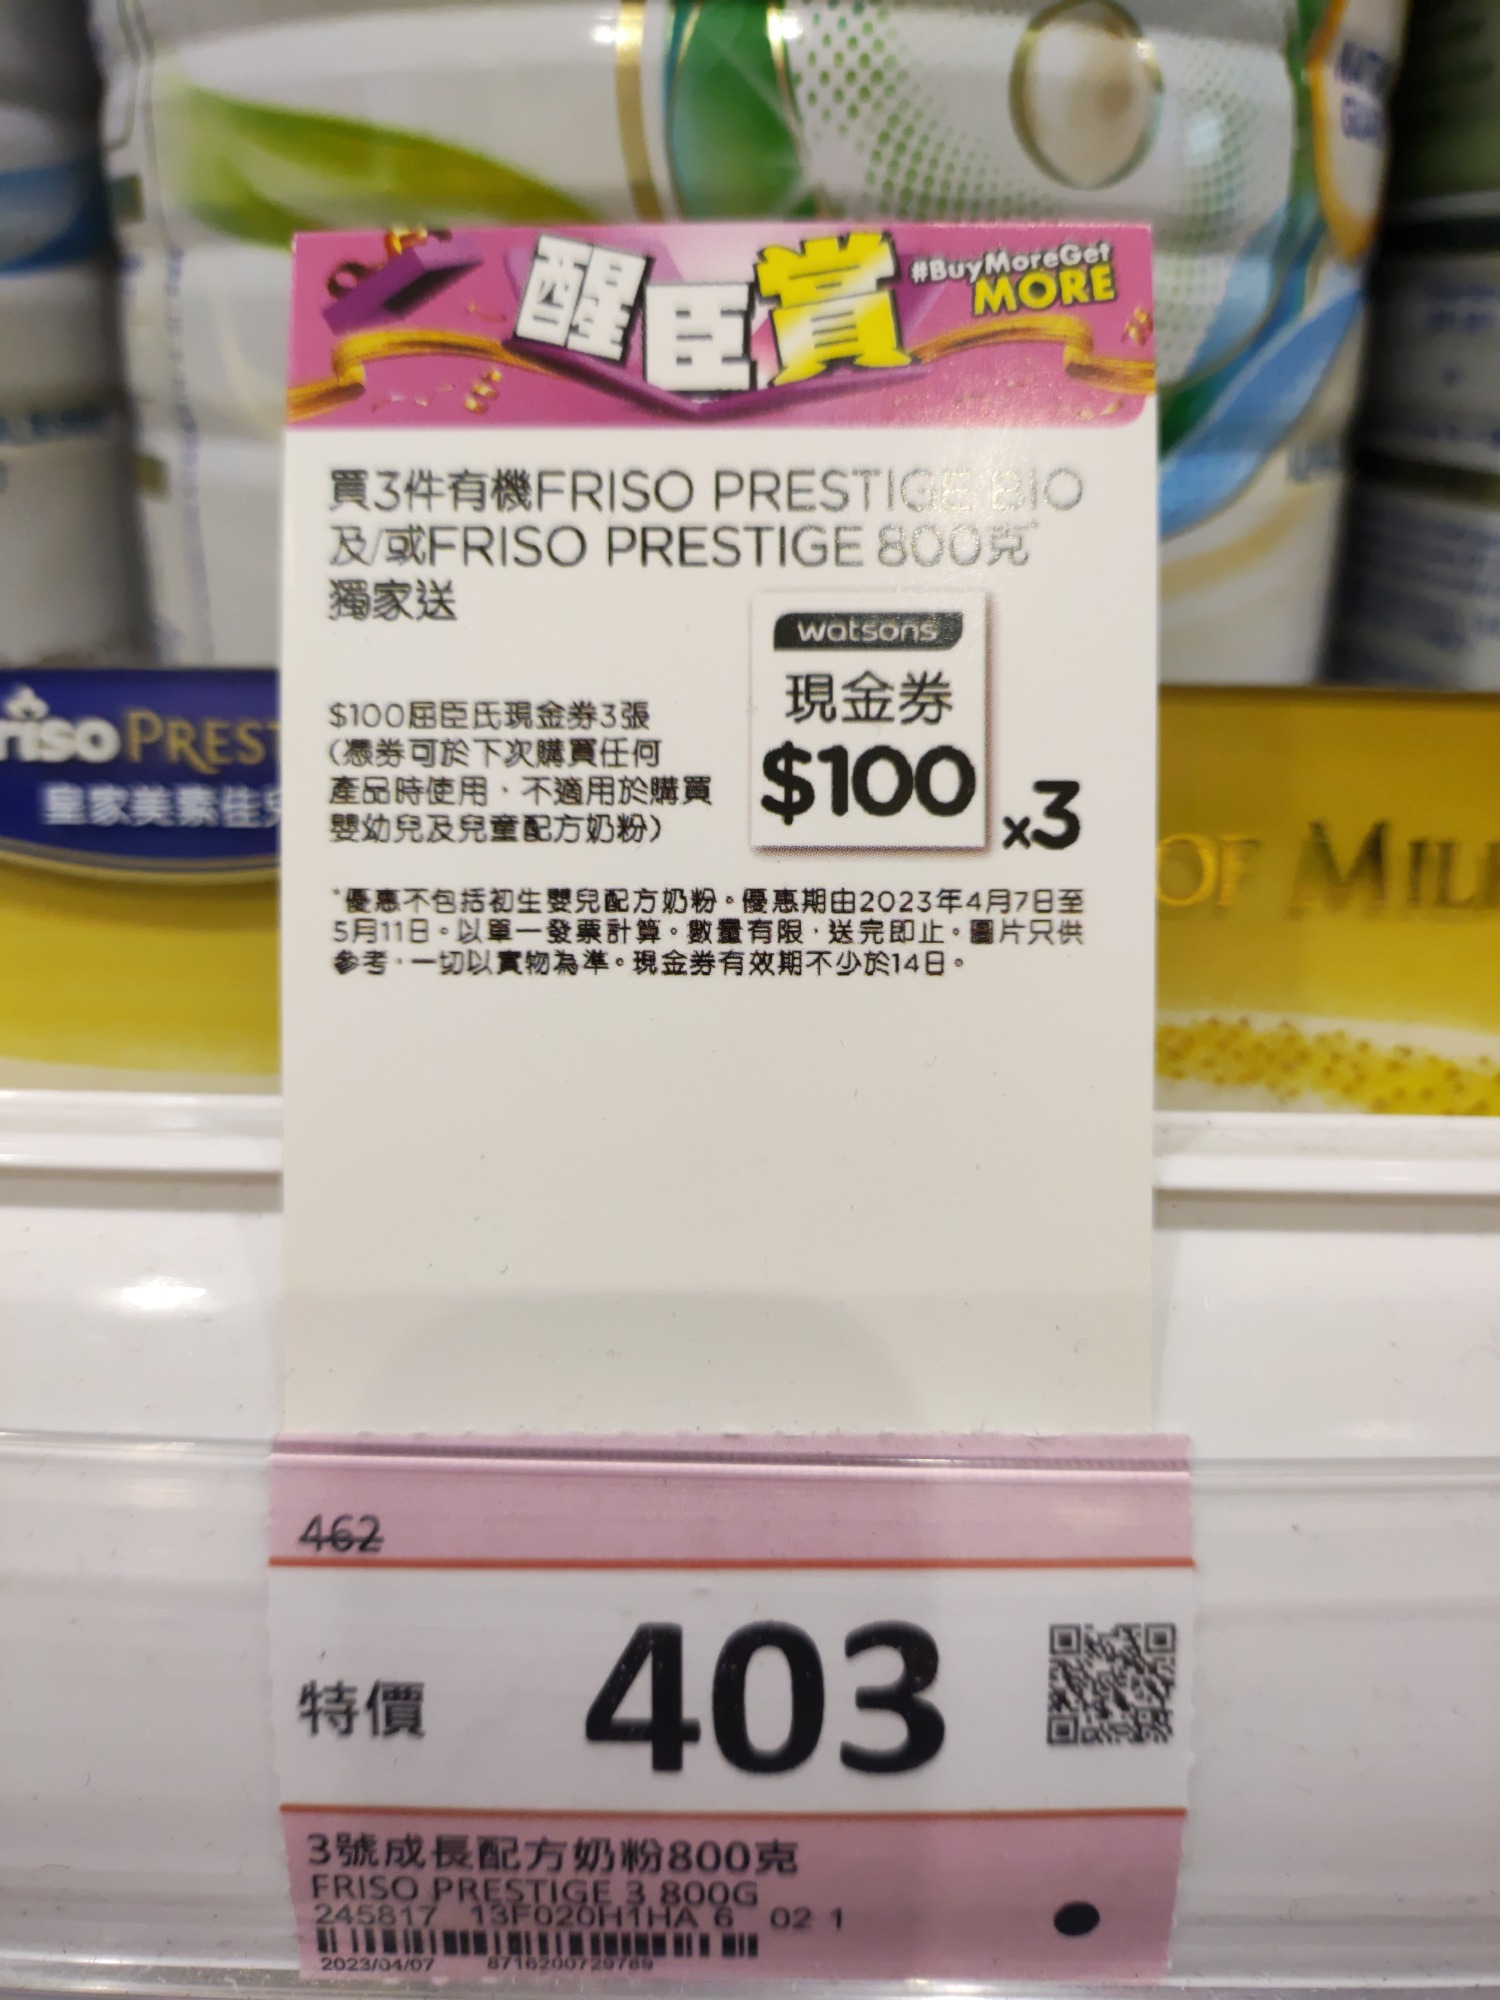 醒臣賞
#BuyMoreGet
MORE
買3件有機FRISO PRESTIGE BIO
及/或FRISO PRESTIGE 800克*
獨家送
watsons
現金券
$100
x3
$100屈臣氏現金券3張
(憑券可於下次購買任何
產品時使用，不適用於購買
嬰幼兒及兒童配方奶粉)
*優惠不包括初生嬰兒配方奶粉。優惠期由2023年4月7日至
5月11日。以單一發票計算。數量有限，送完即止。圖片只供
參考，一切以實物為準。現金券有效期不少於14日。
riso PREST
皇家美素佳兒
OF MIL
462
特價
403
3號成長配方奶粉800克
FRISO PRESTIGE 3 800G
245817 13F020H1HA 6 02 1
2023/04/07 8716200729789